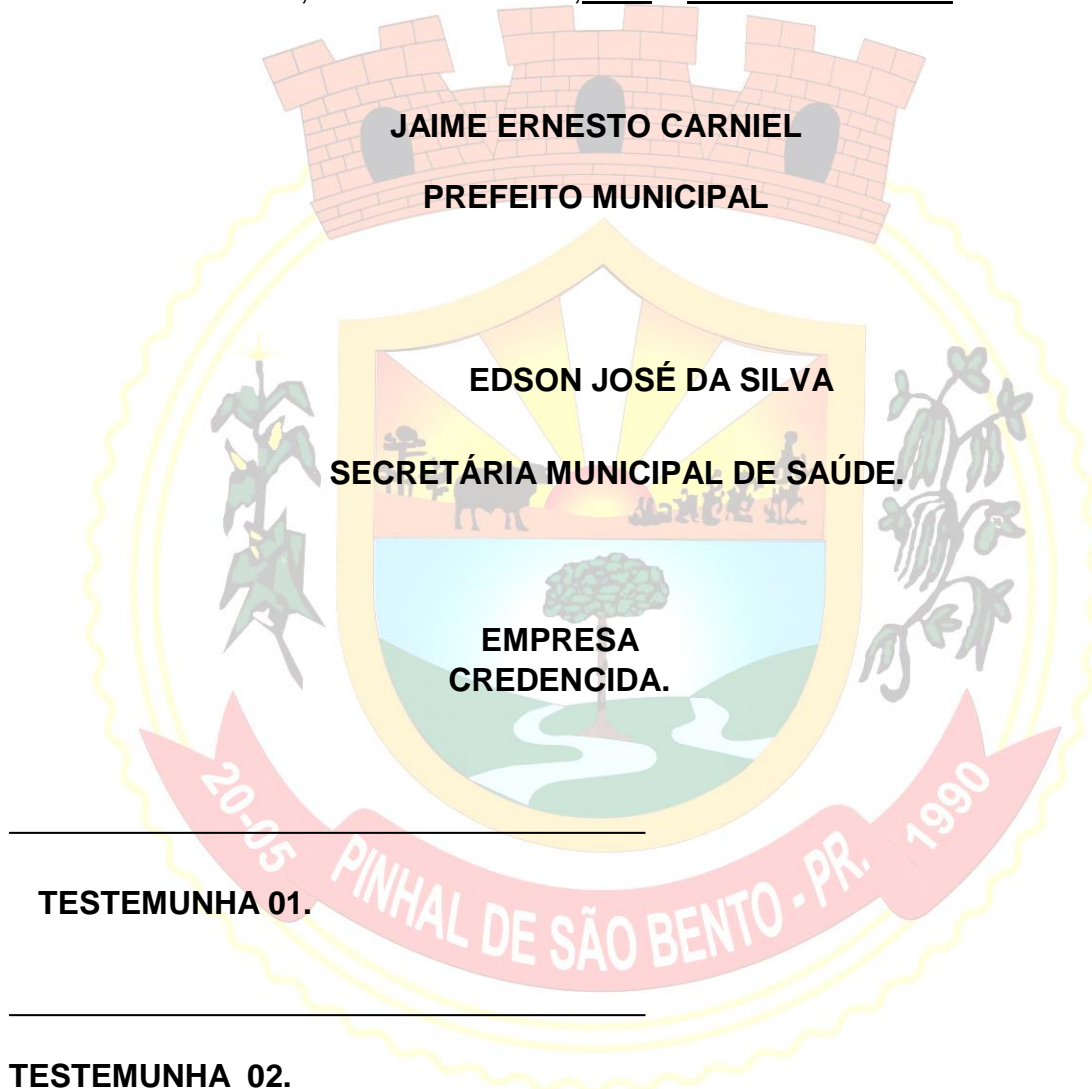 JAIME ERNESTO CARNIEL
PREFEITO MUNICIPAL
EDSON JOSÉ DA SILVA
SECRETÁRIA MUNICIPAL DE SAÚDE.
EMPRESA
CREDENCIDA.
20-05 PINHAL DE SÃO BENTO - PR. 1990
TESTEMUNHA 01.
TESTEMUNHA 02.